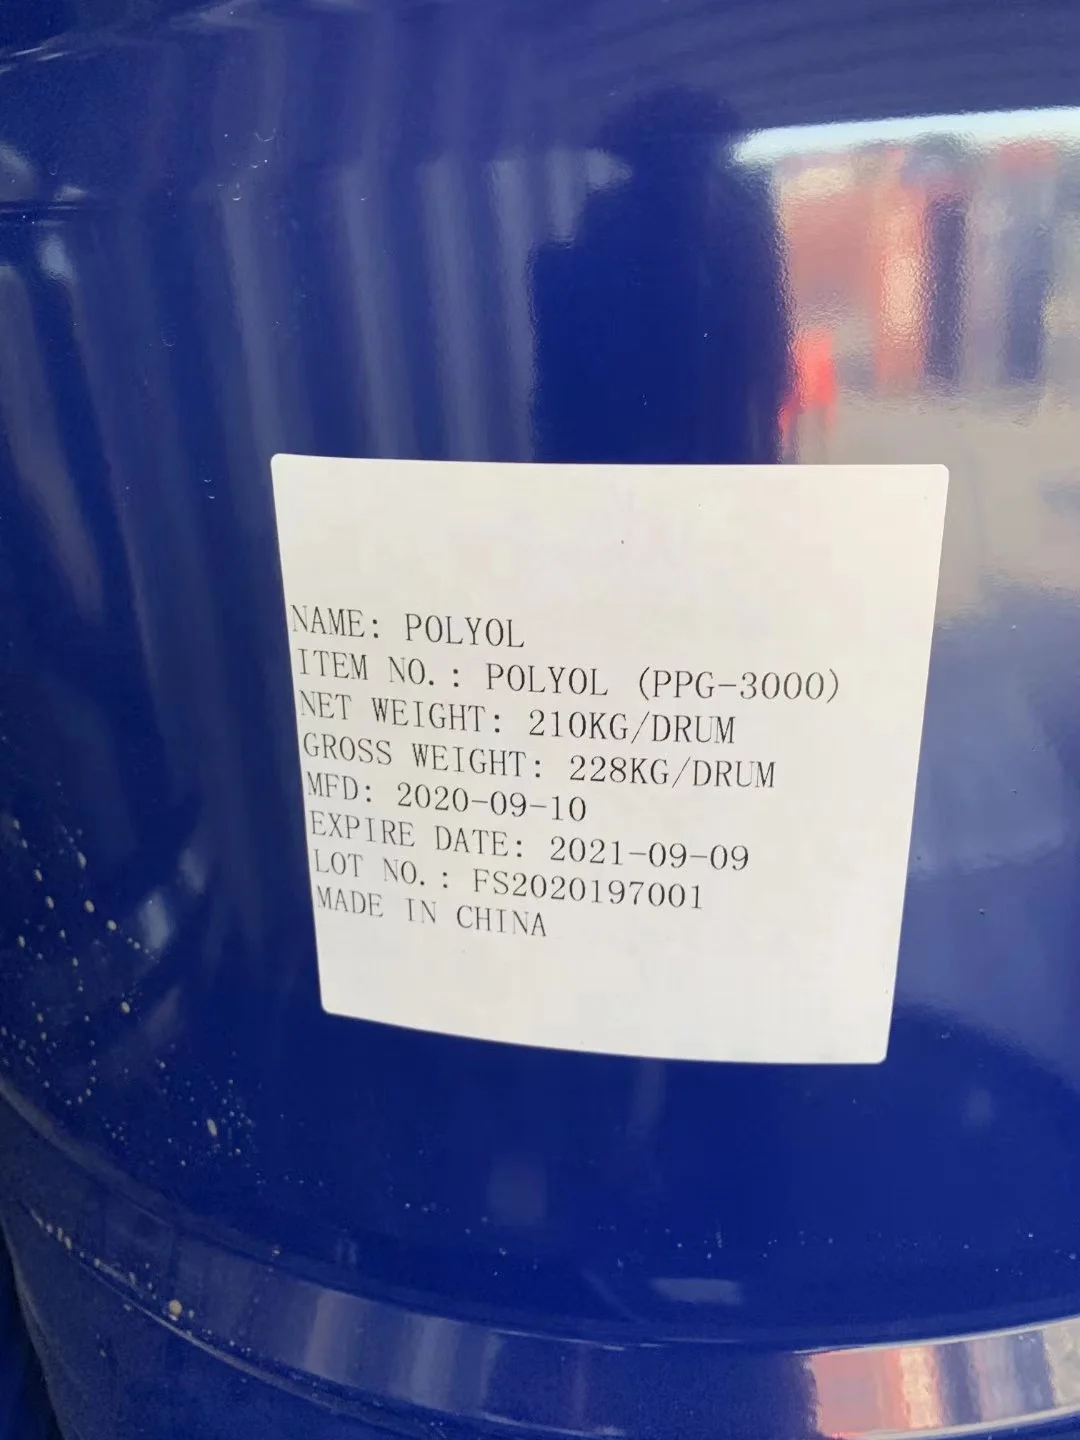 NAME: POLYOL
ITEM NO.: POLYOL (PPG-3000)
NET WEIGHT: 210KG/DRUM
GROSS WEIGHT: 228KG/DRUM
MFD: 2020-09-10
EXPIRE DATE: 2021-09-09
LOT NO.: FS2020197001
MADE IN CHINA